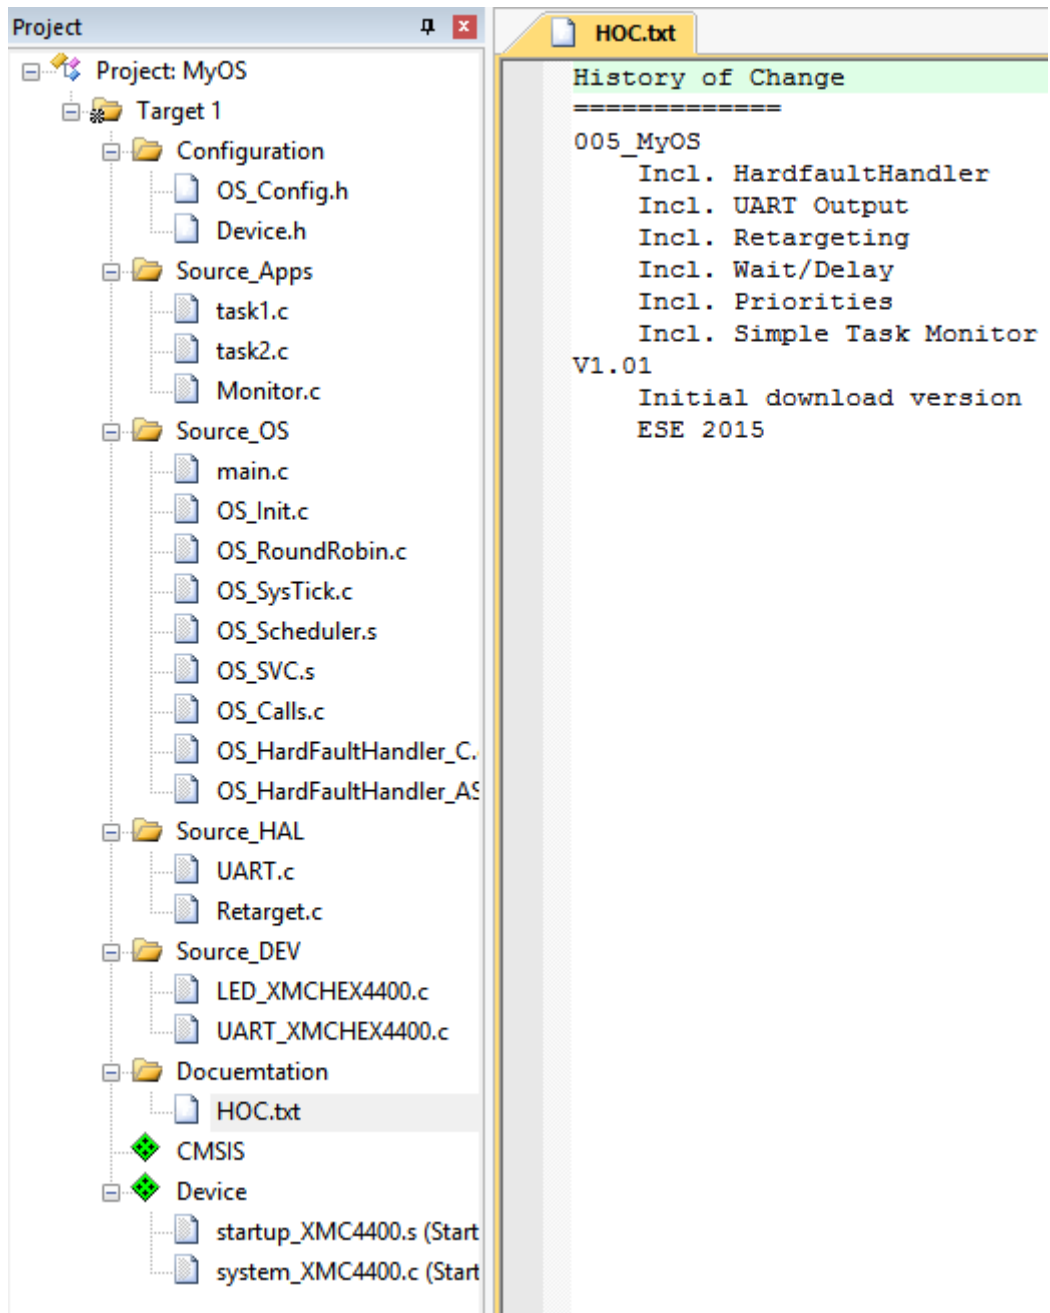 Project
Project: MyOS
Target 1
Configuration
OS_Config.h
Device.h
Source_Apps
task1.c
task2.c
Monitor.c
Source_OS
main.c
OS_Init.c
OS_RoundRobin.c
OS_SysTick.c
OS_Scheduler.s
OS_SVC.s
OS_Calls.c
OS_HardFaultHandler_C.
OS_HardFaultHandler_AS
Source_HAL
UART.c
Retarget.c
Source_DEV
LED_XMCHEX4400.c
UART_XMCHEX4400.c
Docuemtation
HOC.txt
CMSIS
Device
startup_XMC4400.s (Start
system_XMC4400.c (Start
HOC.txt
History of Change
=============
005_MyOS
Incl. HardfaultHandler
Incl. UART Output
Incl. Retargeting
Incl. Wait/Delay
Incl. Priorities
Incl. Simple Task Monitor
V1.01
Initial download version
ESE 2015